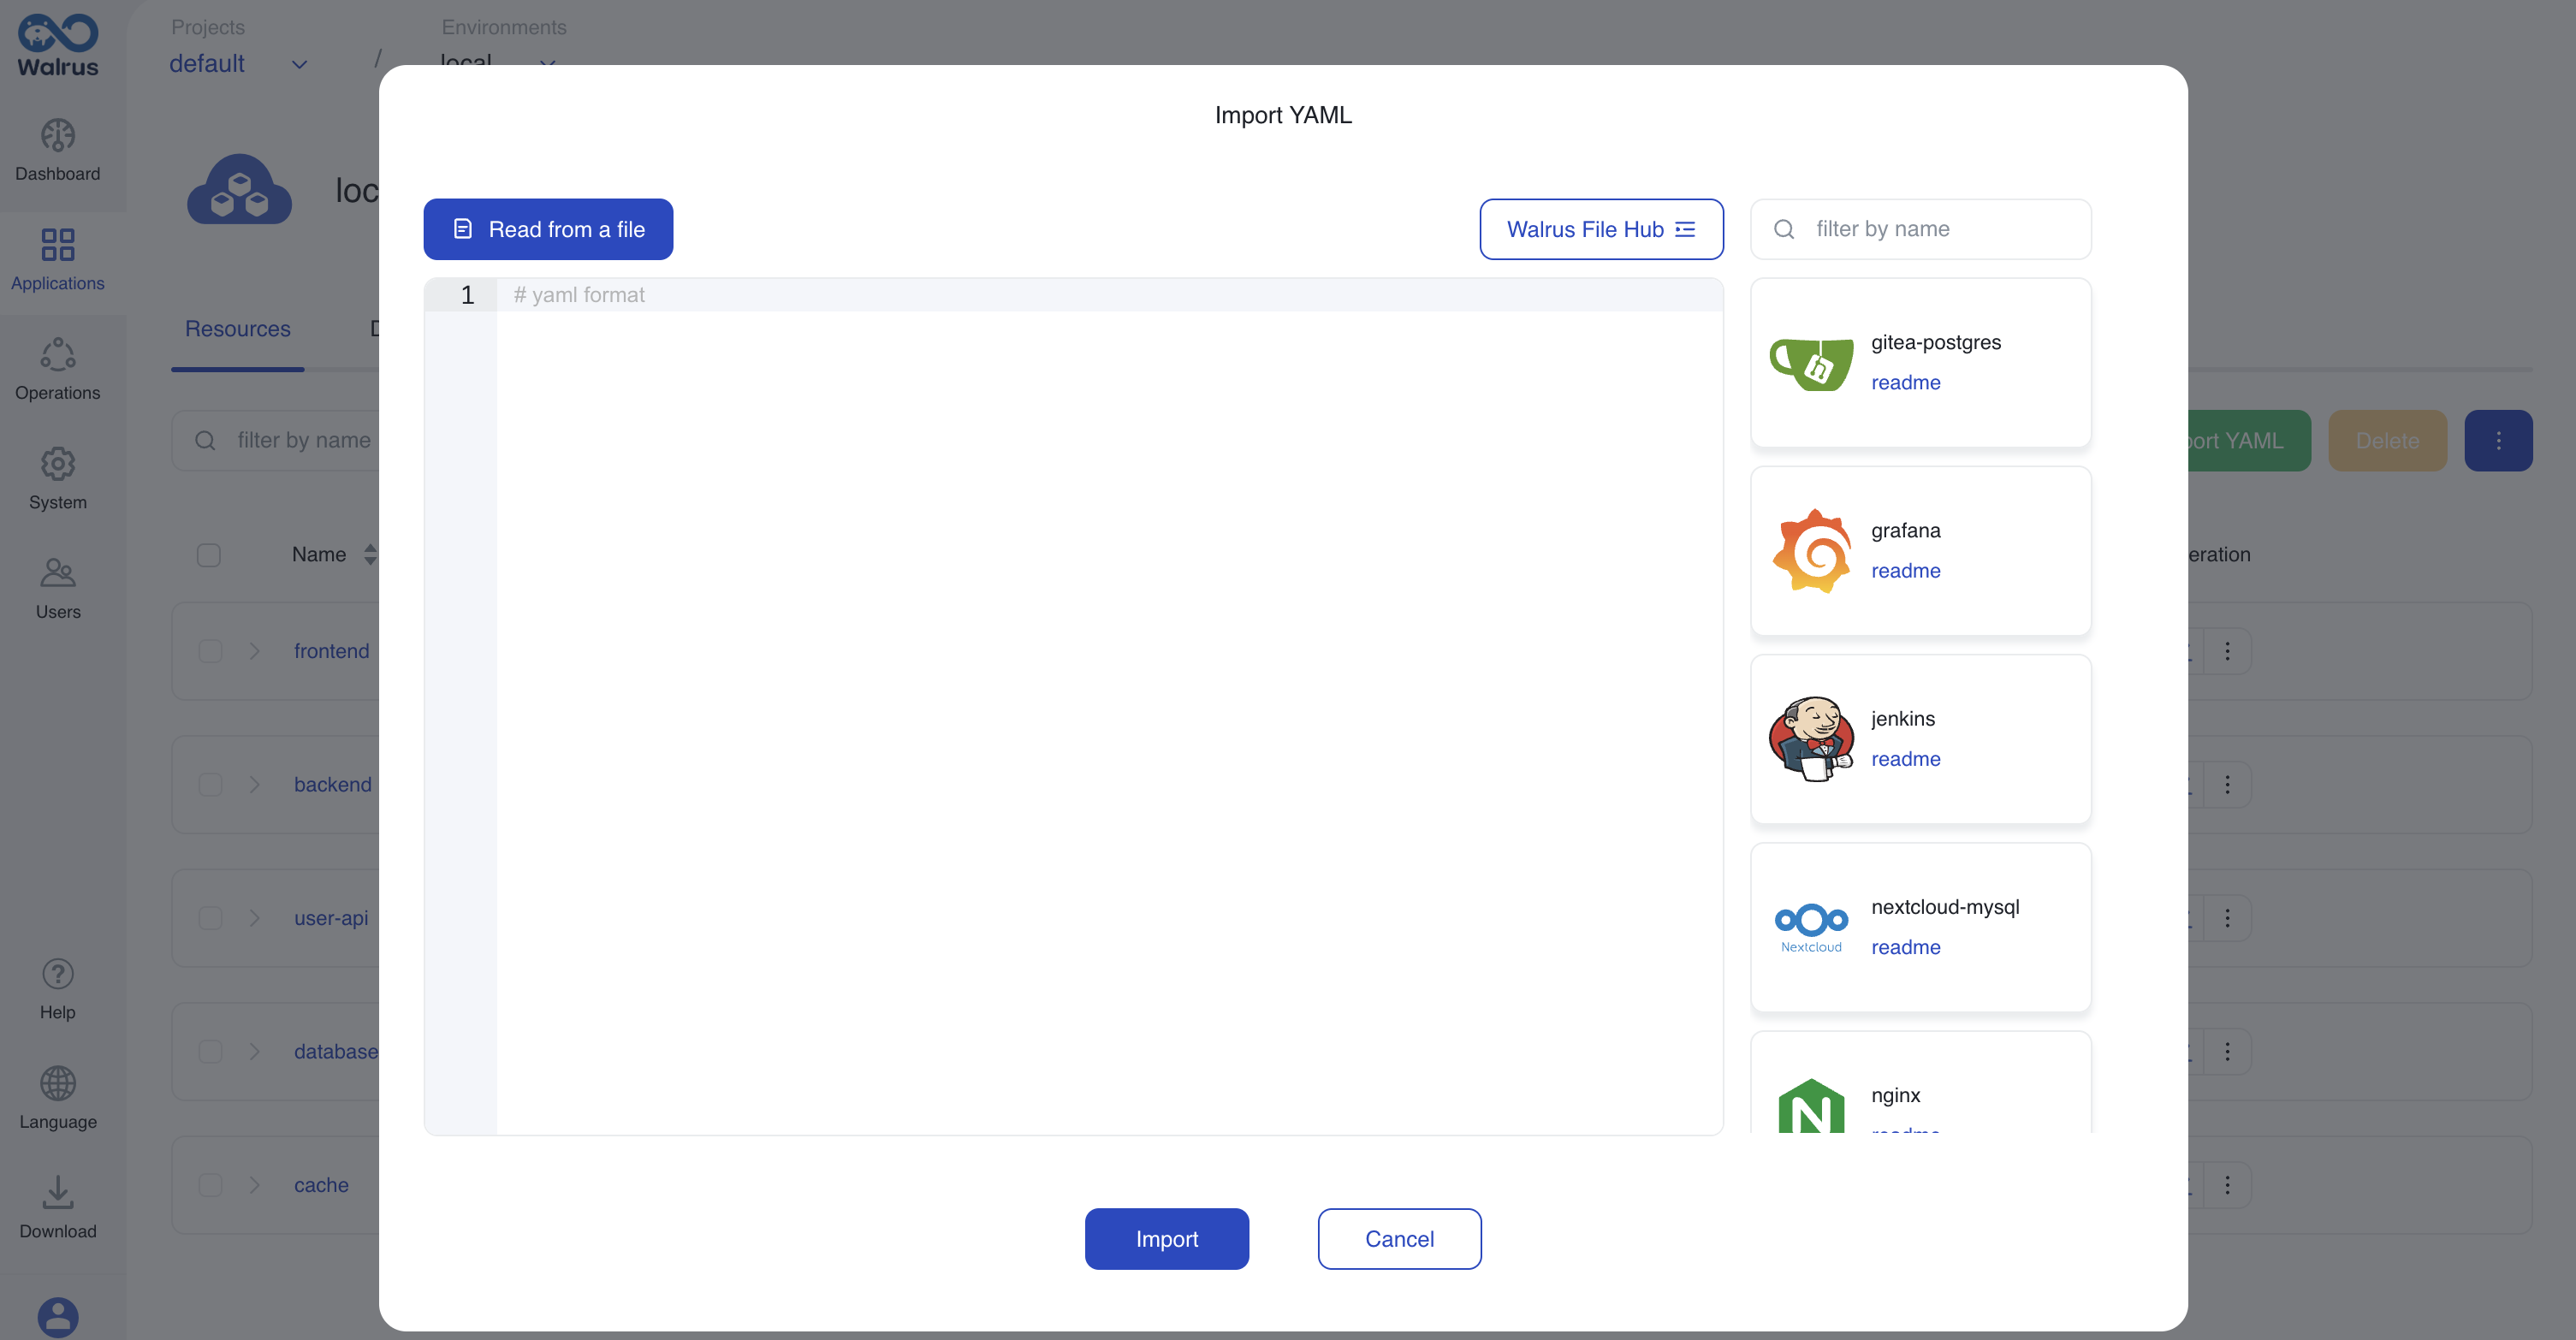 Walrus
Dashboard
Applications
Operations
System
Users
Help
Language
Download
Projects
default
/
Environments
local
loc
Resources
filter by name
port YAML
Delete
Name
eration
frontend
backend
user-api
database
cache
Import YAML
Read from a file
Walrus File Hub
filter by name
1 # yaml format
gitea-postgres
readme
grafana
readme
jenkins
readme
nextcloud-mysql
readme
Nextcloud
nginx
readme
Import
Cancel